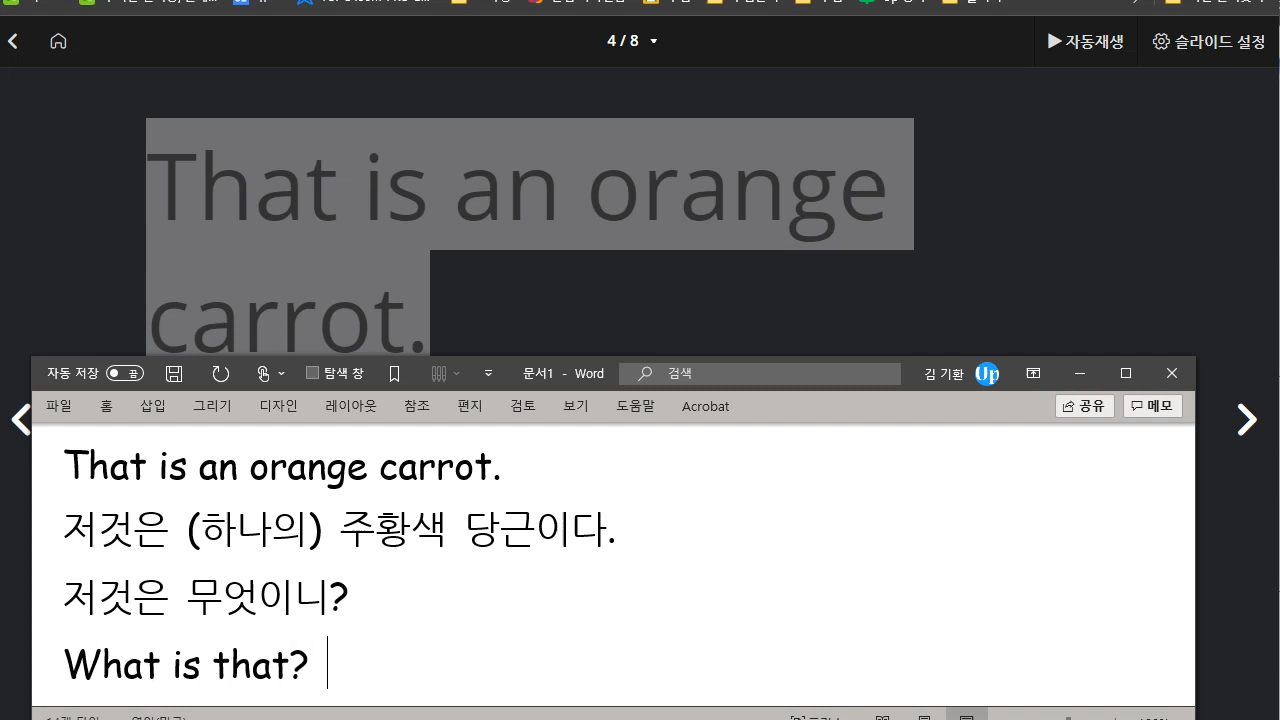 4 / 8
자동재생
슬라이드 설정
That is an orange
carrot.
자동 저장 끔 탐색 창 문서1 - Word 검색 김 기환 Up
파일 홈 삽입 그리기 디자인 레이아웃 참조 편지 검토 보기 도움말 Acrobat 공유 메모
That is an orange carrot.
저것은 (하나의) 주황색 당근이다.
저것은 무엇이니?
What is that?